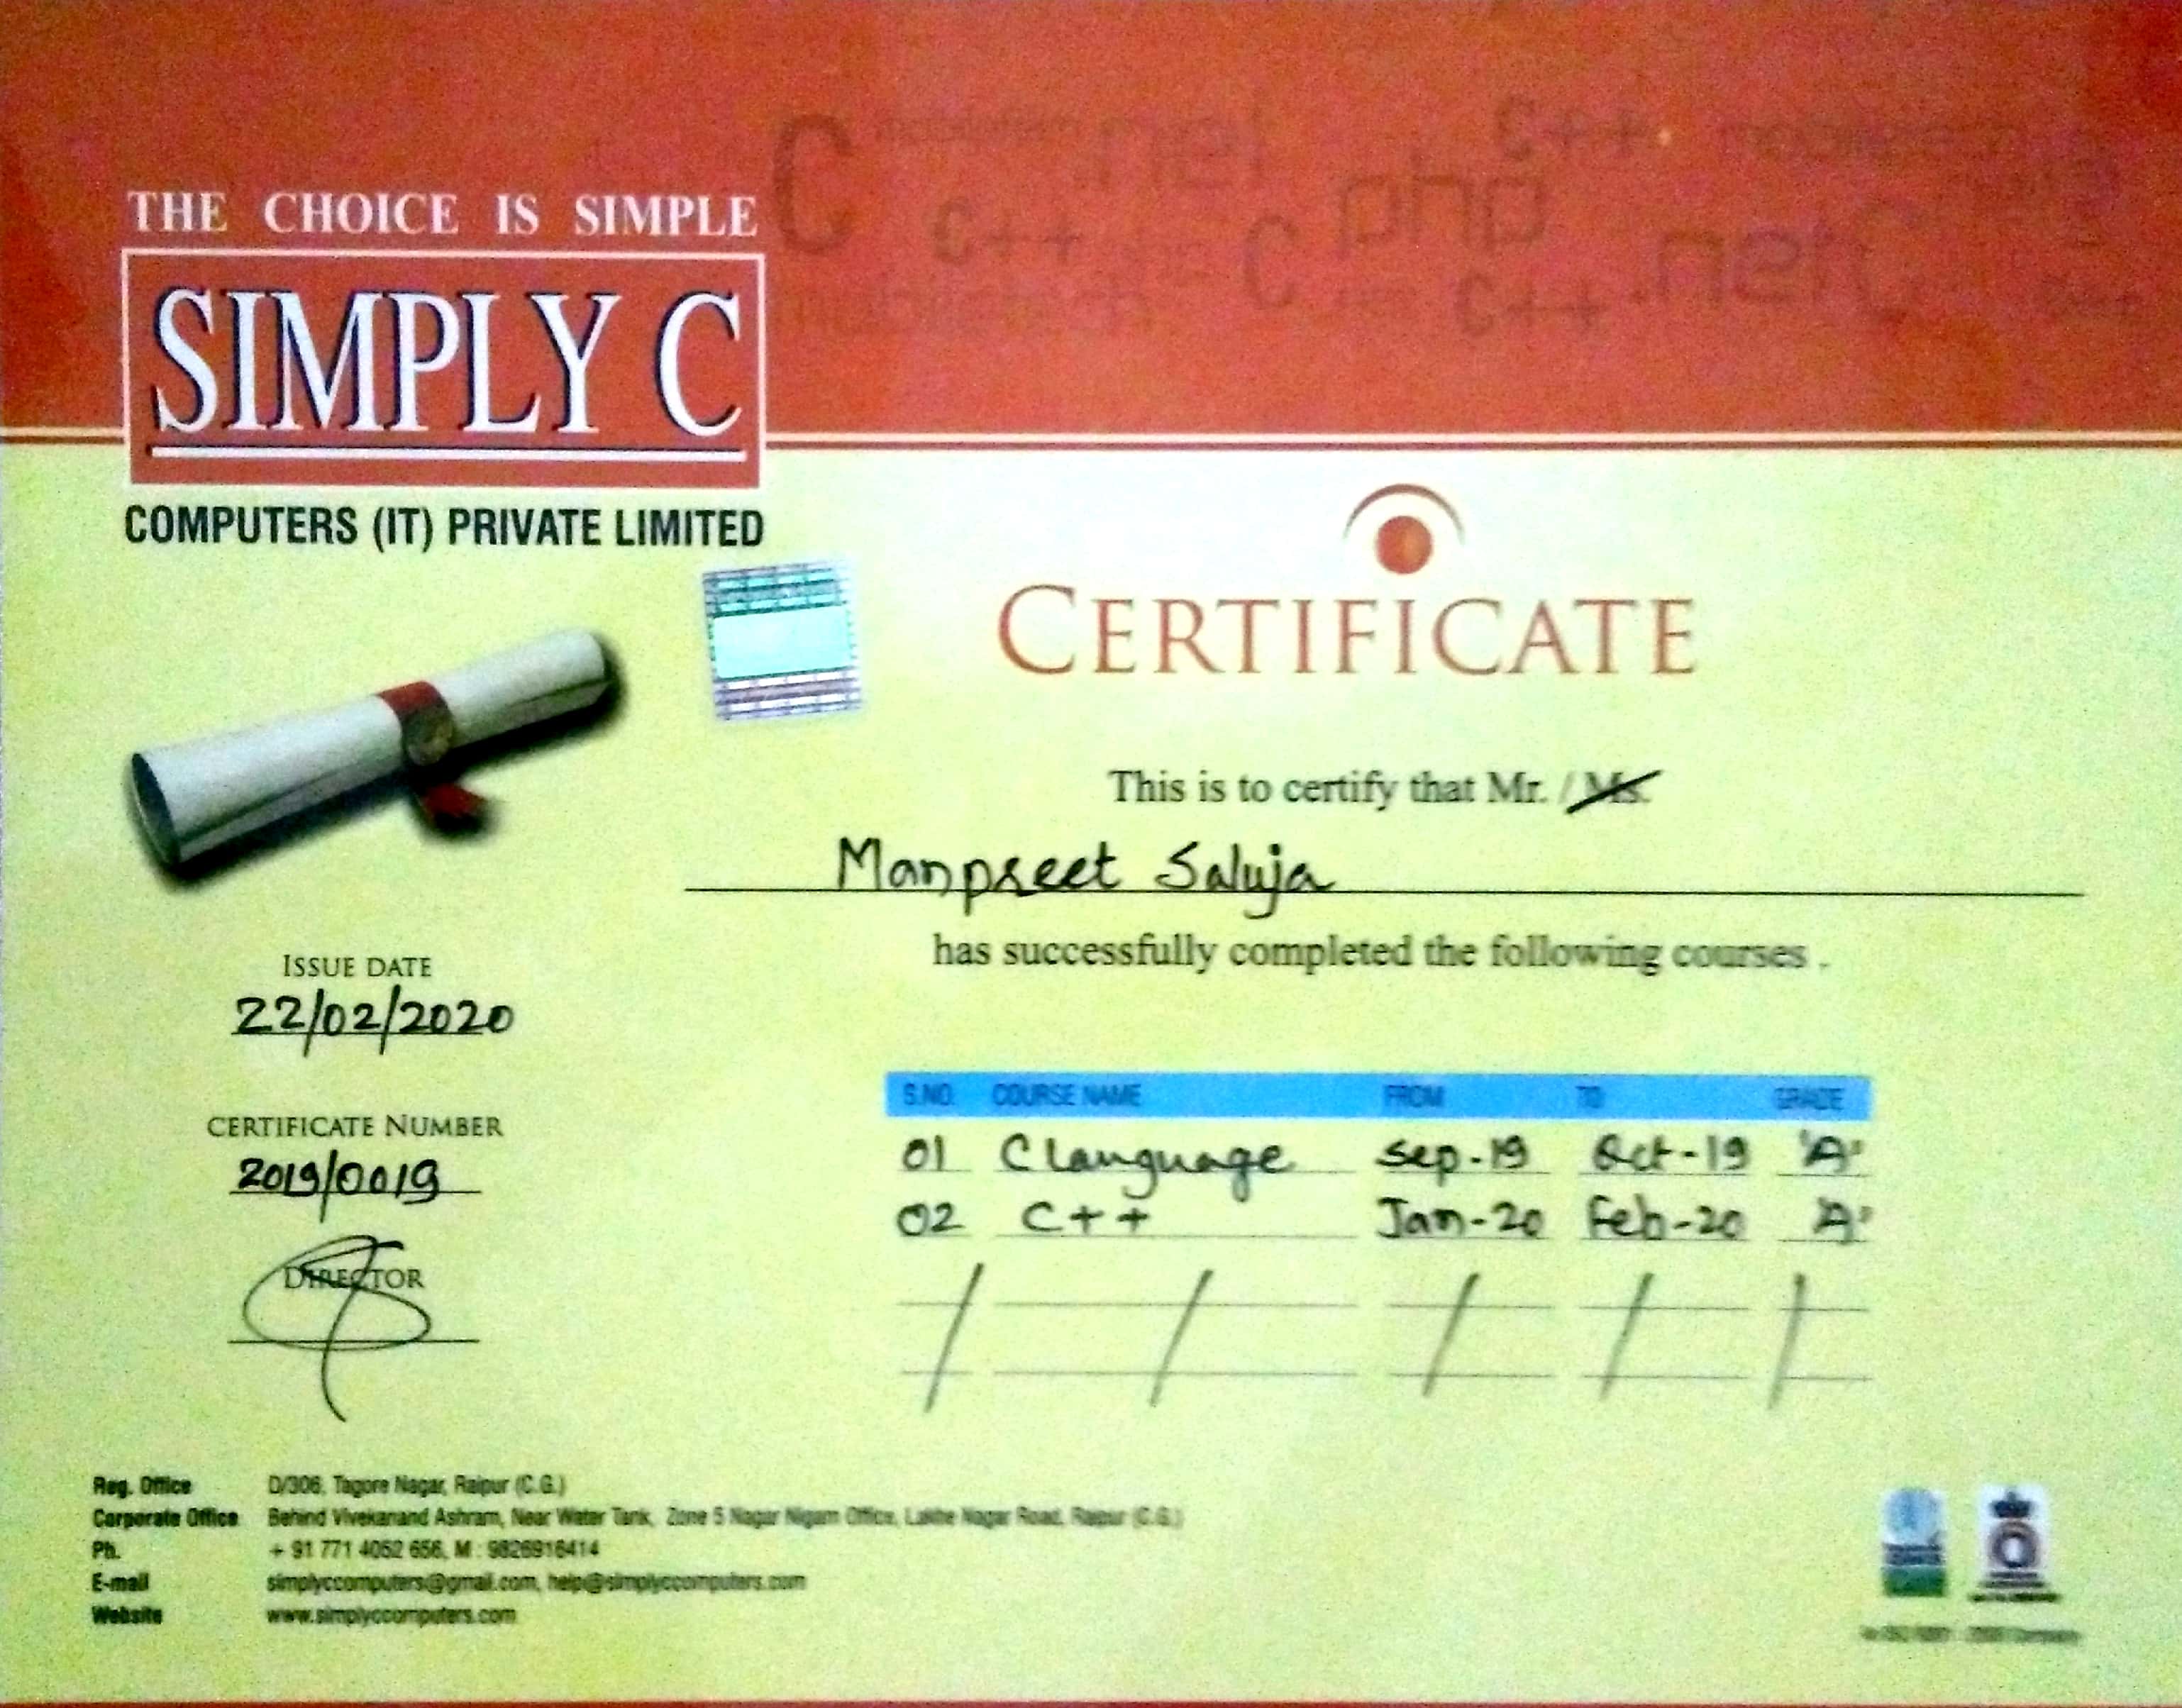 THE CHOICE IS SIMPLE
SIMPLY C
COMPUTERS (IT) PRIVATE LIMITED
C .net C++ php C C++ .net C++
CERTIFICATE
This is to certify that Mr. / Ms.
Manpreet Saluja
has successfully completed the following courses .
ISSUE DATE
22/02/2020
CERTIFICATE NUMBER
2019/0019
DIRECTOR
S.NO. COURSE NAME FROM TO GRADE
01 C language Sep-19 Oct-19 'A'
02 C++ Jan-20 Feb-20 'A'
Reg. Office D/306, Tagore Nagar, Raipur (C.G.)
Corporate Office Behind Vivekanand Ashram, Near Water Tank, Zone 5 Nagar Nigam Office, Lakhe Nagar Road, Raipur (C.G.)
Ph. + 91 771 4052 656, M : 9826916414
E-mail simplyccomputers@gmail.com, help@simplyccomputers.com
Website www.simplyccomputers.com